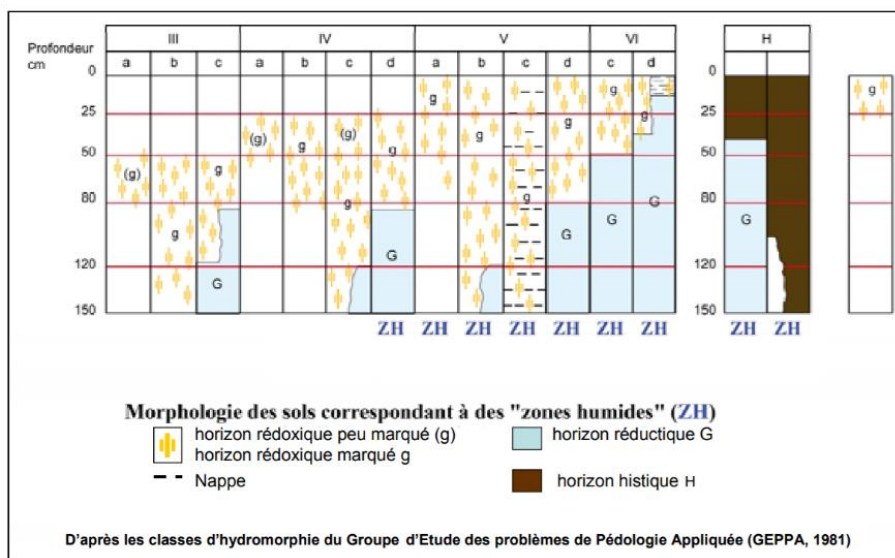 III IV V VI H
Profondeur
cm
a b c a b c d a b c d c d
0 0
25 25
50 50
80 80
120 120
150 150
(g) g g G
(g) g (g) g g G
g g g g G
g G g G
G
g
ZH ZH ZH ZH ZH ZH ZH ZH ZH
Morphologie des sols correspondant à des "zones humides" (ZH)
horizon rédoxique peu marqué (g)
horizon rédoxique marqué g
Nappe
horizon réductique G
horizon histique H
D'après les classes d'hydromorphie du Groupe d'Etude des problèmes de Pédologie Appliquée (GEPPA, 1981)